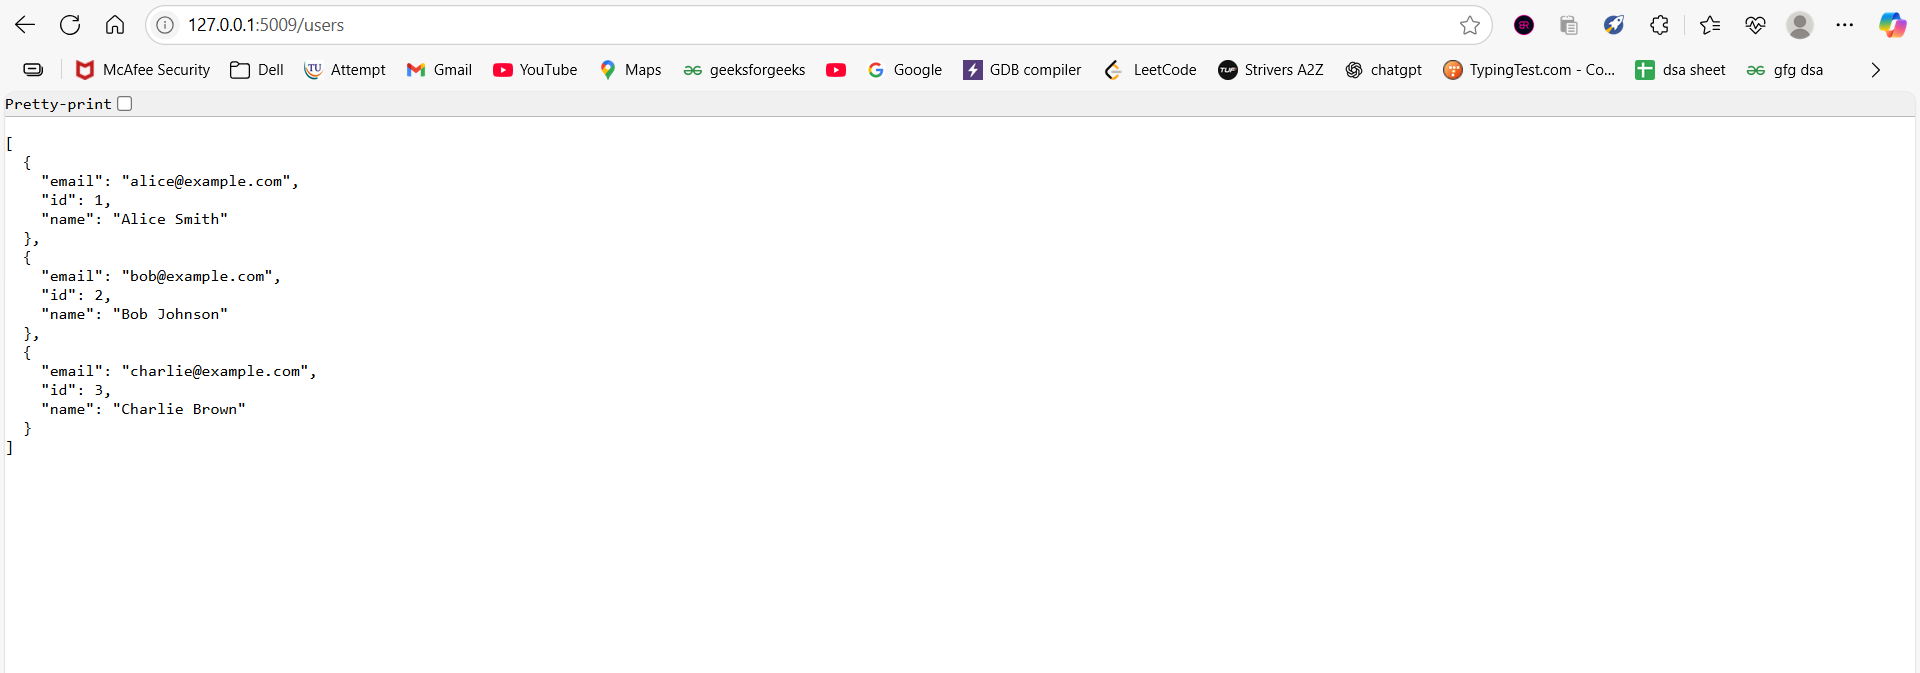 127.0.0.1:5009/users
McAfee Security Dell TU Attempt Gmail YouTube Maps geeksforgeeks Google GDB compiler LeetCode TUF Strivers A2Z chatgpt TypingTest.com - Co... dsa sheet gfg dsa
Pretty-print
[
  {
    "email": "alice@example.com",
    "id": 1,
    "name": "Alice Smith"
  },
  {
    "email": "bob@example.com",
    "id": 2,
    "name": "Bob Johnson"
  },
  {
    "email": "charlie@example.com",
    "id": 3,
    "name": "Charlie Brown"
  }
]